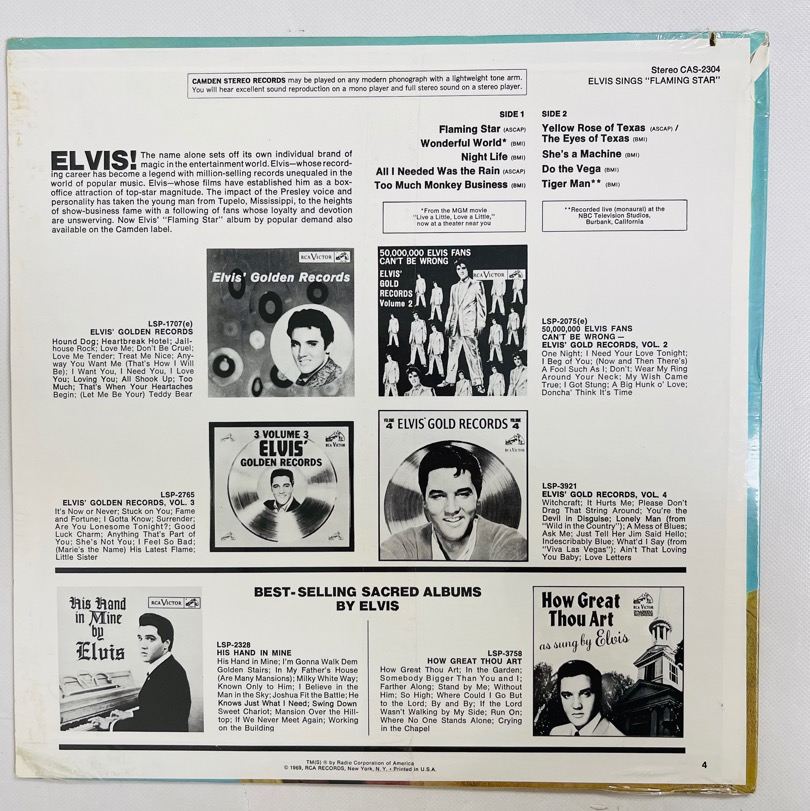 Stereo CAS-2304
ELVIS SINGS "FLAMING STAR"
CAMDEN STEREO RECORDS may be played on any modern phonograph with a lightweight tone arm.
You will hear excellent sound reproduction on a mono player and full stereo sound on a stereo player.
ELVIS! The name alone sets off its own individual brand of
magic in the entertainment world. Elvis—whose record-
ing career has become a legend with million-selling records unequaled in the
world of popular music. Elvis—whose films have established him as a box-
office attraction of top-star magnitude. The impact of the Presley voice and
personality has taken the young man from Tupelo, Mississippi, to the heights
of show-business fame with a following of fans whose loyalty and devotion
are unswerving. Now Elvis' "Flaming Star" album by popular demand also
available on the Camden label.
SIDE 1
Flaming Star (ASCAP)
Wonderful World* (BMI)
Night Life (BMI)
All I Needed Was the Rain (ASCAP)
Too Much Monkey Business (BMI)
*From the MGM movie
"Live a Little, Love a Little,"
now at a theater near you
SIDE 2
Yellow Rose of Texas (ASCAP) /
The Eyes of Texas (BMI)
She's a Machine (BMI)
Do the Vega (BMI)
Tiger Man** (BMI)
**Recorded live (monaural) at the
NBC Television Studios,
Burbank, California
RCA VICTOR
Elvis' Golden Records
50,000,000 ELVIS FANS
CAN'T BE WRONG
ELVIS'
GOLD
RECORDS
Volume 2
RCA VICTOR
LSP-1707(e)
ELVIS' GOLDEN RECORDS
Hound Dog; Heartbreak Hotel; Jail-
house Rock; Love Me; Don't Be Cruel;
Love Me Tender; Treat Me Nice; Any-
way You Want Me (That's How I Will
Be); I Want You, I Need You, I Love
You; Loving You; All Shook Up; Too
Much; That's When Your Heartaches
Begin; (Let Me Be Your) Teddy Bear
LSP-2075(e)
50,000,000 ELVIS FANS
CAN'T BE WRONG—
ELVIS' GOLD RECORDS, VOL. 2
One Night; I Need Your Love Tonight;
I Beg of You; (Now and Then There's)
A Fool Such As I; Don't; Wear My Ring
Around Your Neck; My Wish Came
True; I Got Stung; A Big Hunk o' Love;
Doncha' Think It's Time
3 VOLUME 3
ELVIS'
GOLDEN RECORDS
RCA VICTOR
VOLUME 4 ELVIS' GOLD RECORDS VOLUME 4
RCA VICTOR
LSP-2765
ELVIS' GOLDEN RECORDS, VOL. 3
It's Now or Never; Stuck on You; Fame
and Fortune; I Gotta Know; Surrender;
Are You Lonesome Tonight?; Good
Luck Charm; Anything That's Part of
You; She's Not You; I Feel So Bad;
(Marie's the Name) His Latest Flame;
Little Sister
LSP-3921
ELVIS' GOLD RECORDS, VOL. 4
Witchcraft; It Hurts Me; Please Don't
Drag That String Around; You're the
Devil in Disguise; Lonely Man (from
"Wild in the Country"); A Mess of Blues;
Ask Me; Just Tell Her Jim Said Hello;
Indescribably Blue; What'd I Say (from
"Viva Las Vegas"); Ain't That Loving
You Baby; Love Letters
BEST-SELLING SACRED ALBUMS
BY ELVIS
His Hand
in Mine
by
Elvis
RCA VICTOR
LSP-2328
HIS HAND IN MINE
His Hand in Mine; I'm Gonna Walk Dem
Golden Stairs; In My Father's House
(Are Many Mansions); Milky White Way;
Known Only to Him; I Believe in the
Man in the Sky; Joshua Fit the Battle; He
Knows Just What I Need; Swing Down
Sweet Chariot; Mansion Over the Hill-
top; If We Never Meet Again; Working
on the Building
LSP-3758
HOW GREAT THOU ART
How Great Thou Art; In the Garden;
Somebody Bigger Than You and I;
Farther Along; Stand by Me; Without
Him; So High; Where Could I Go But
to the Lord; By and By; If the Lord
Wasn't Walking by My Side; Run On;
Where No One Stands Alone; Crying
in the Chapel
How Great
Thou Art
as sung by Elvis
RCA VICTOR
TM(S) ® by Radio Corporation of America
© 1969, RCA RECORDS, New York, N.Y. • Printed in U.S.A.
4